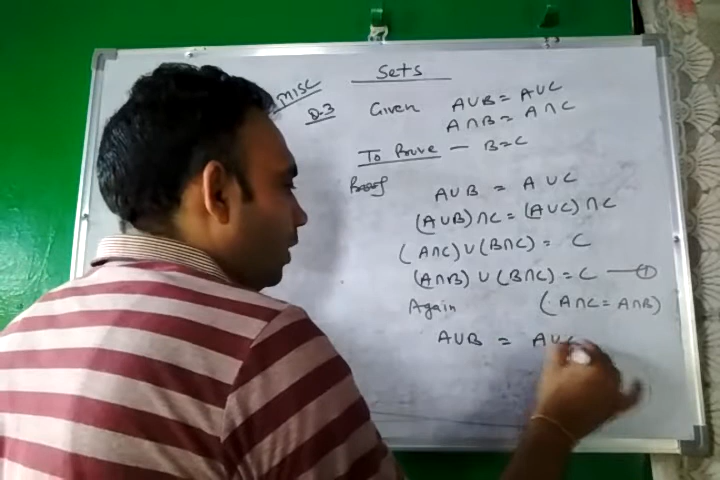 Sets
MISC
Q-3 Given A∪B = A∪C
A∩B = A∩C
To Prove — B=C
Proof
A∪B = A∪C
(A∪B)∩C = (A∪C)∩C
(A∩C)∪(B∩C) = C
(A∩B)∪(B∩C) = C —①
Again (A∩C = A∩B)
A∪B = A∪C